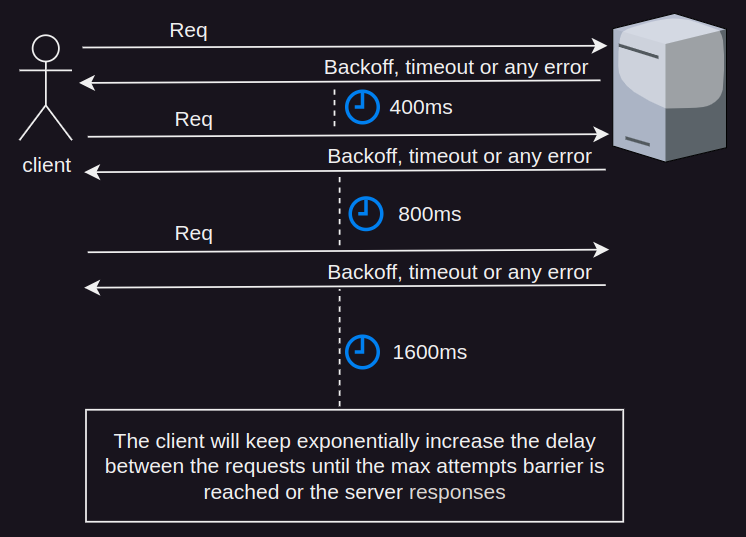 Req
Backoff, timeout or any error
400ms
Req
client
Backoff, timeout or any error
800ms
Req
Backoff, timeout or any error
1600ms
The client will keep exponentially increase the delay
between the requests until the max attempts barrier is
reached or the server responses